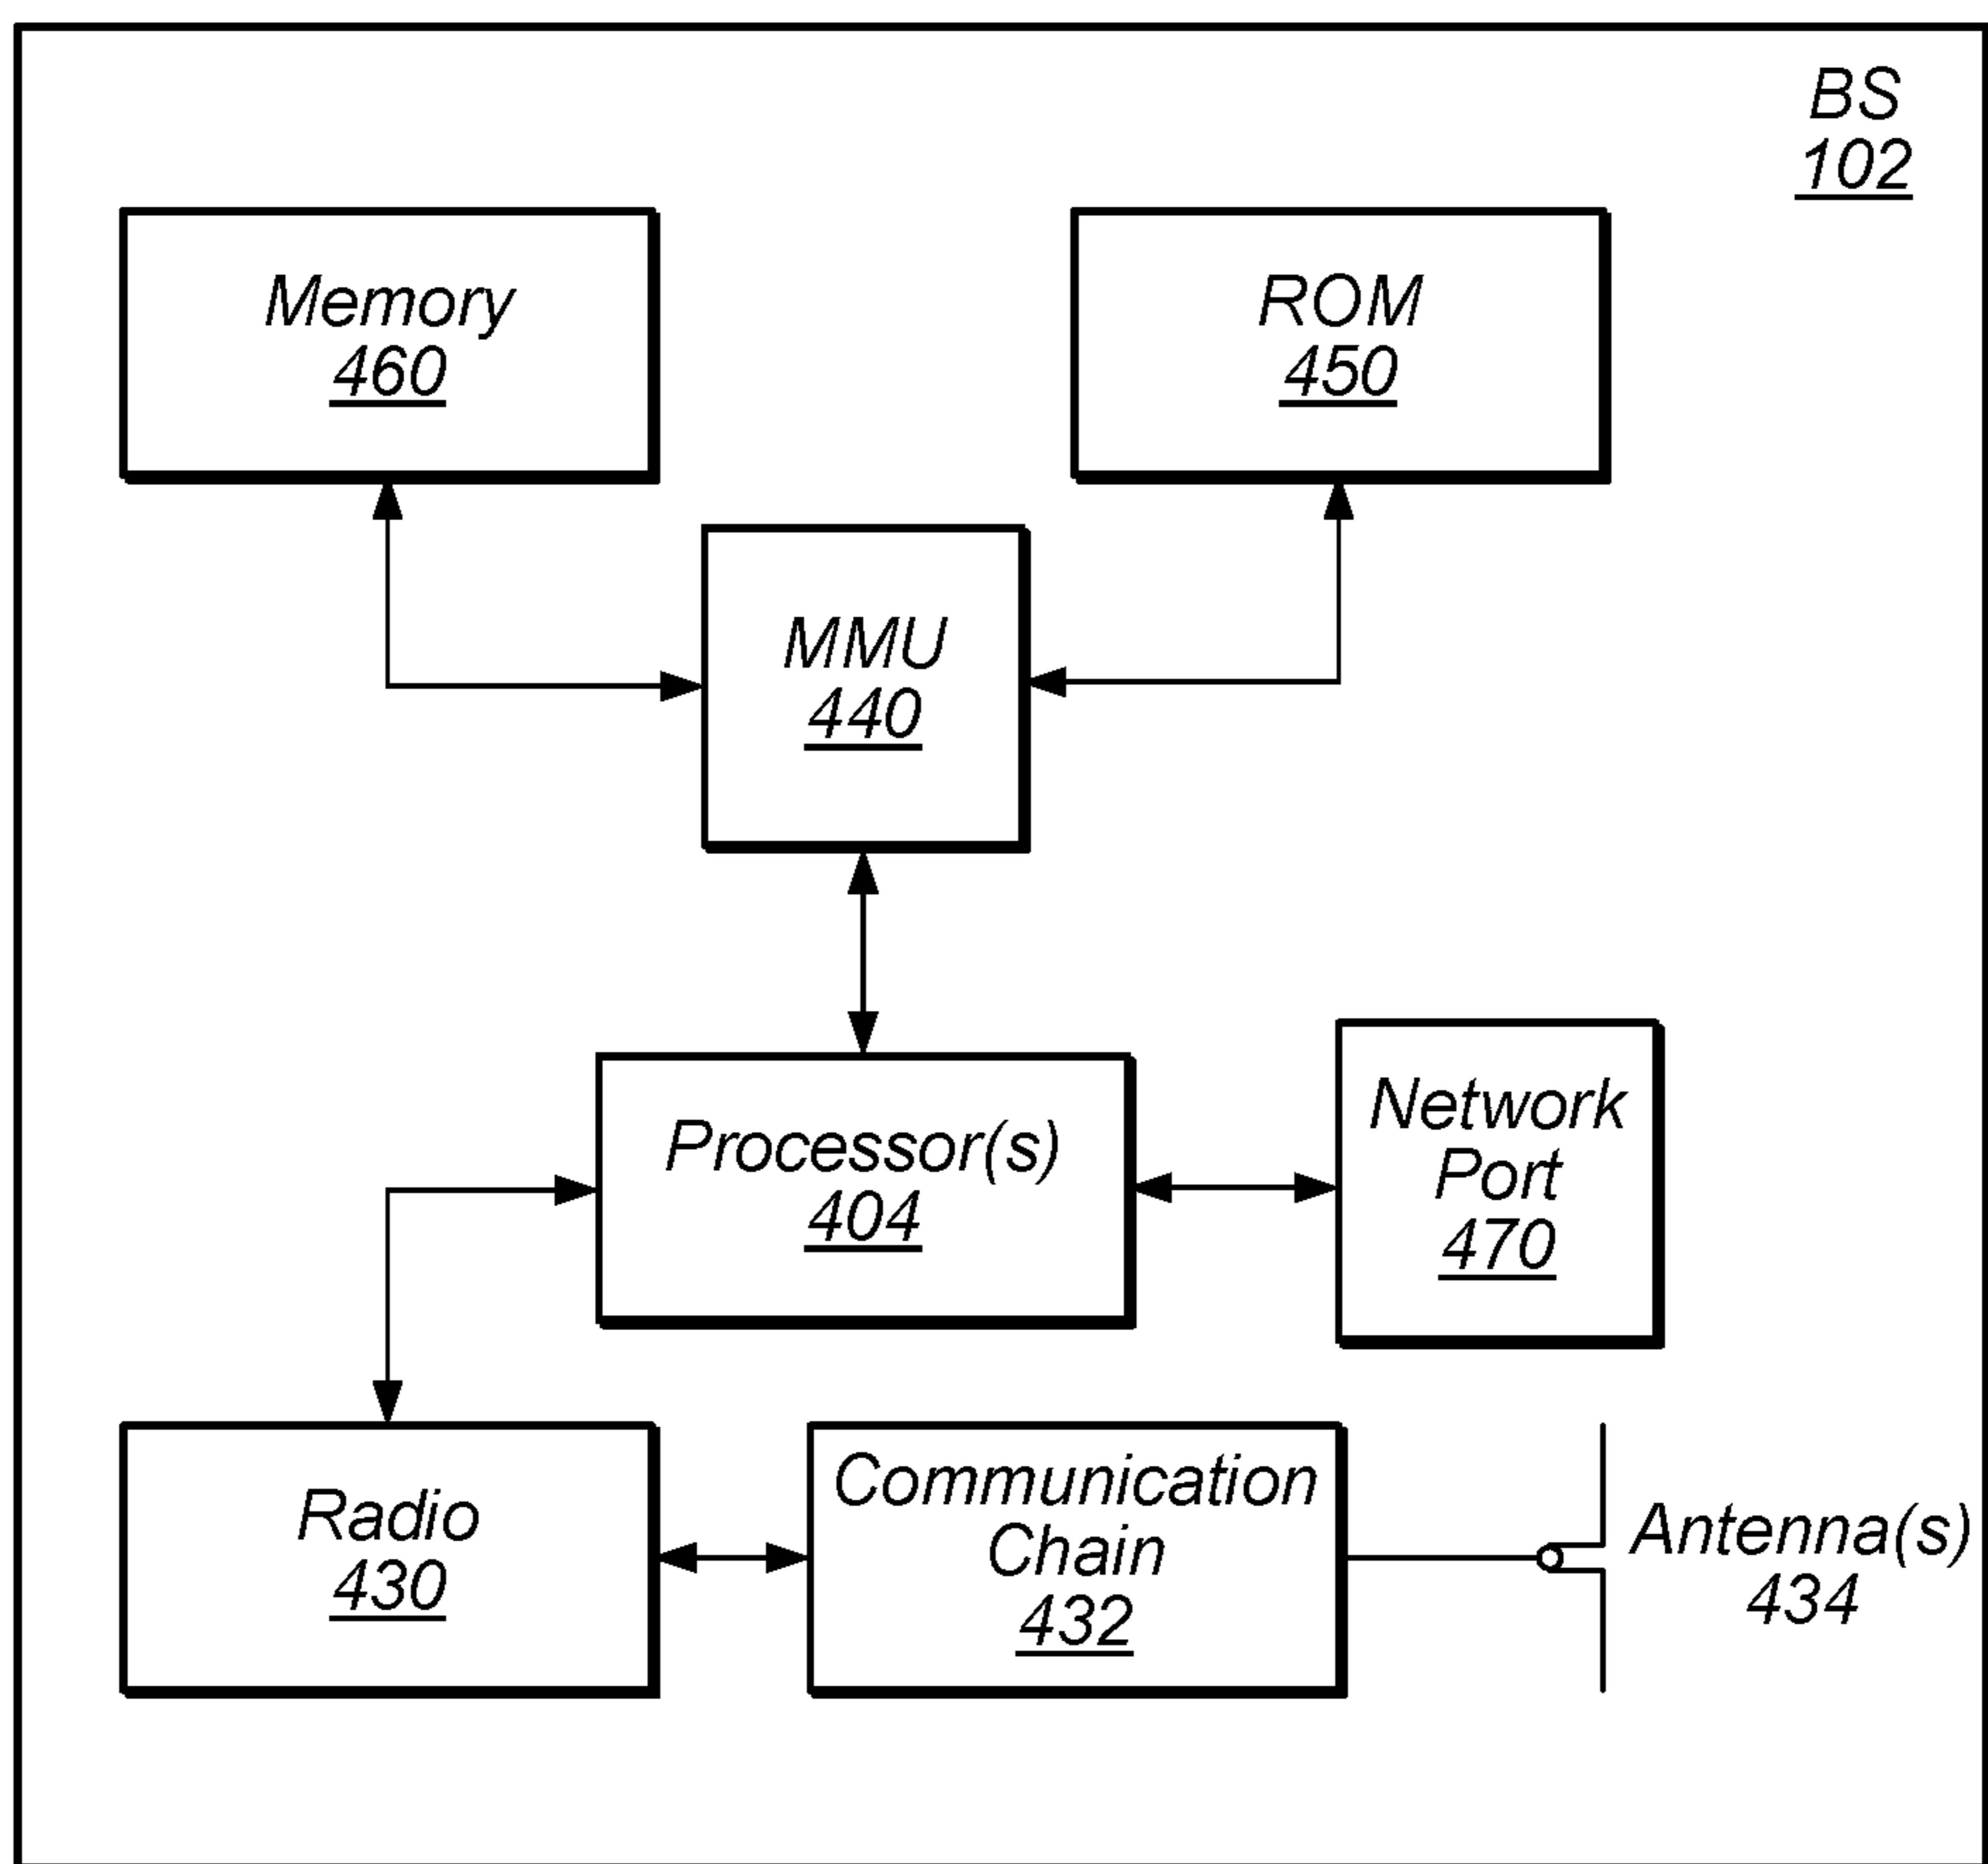 BS
102
Memory
460
ROM
450
MMU
440
Processor(s)
404
Network
Port
470
Radio
430
Communication
Chain
432
Antenna(s)
434